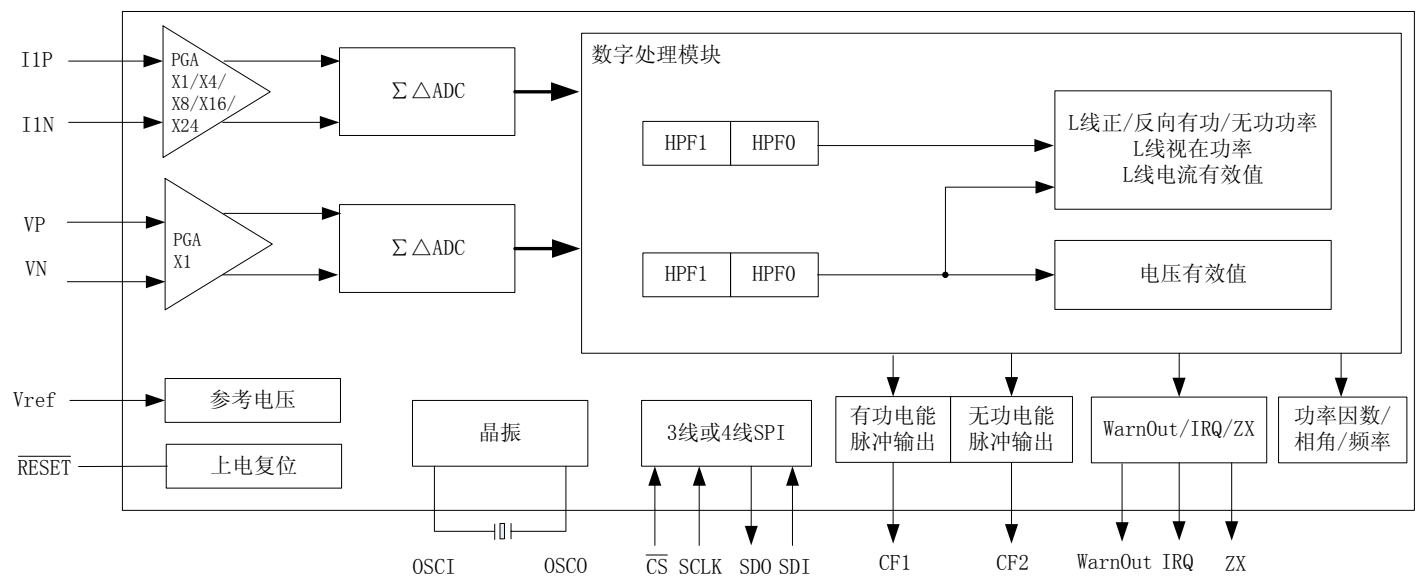 I1P
I1N
PGA
X1/X4/
X8/X16/
X24
Σ△ADC
数字处理模块
HPF1
HPF0
L线正/反向有功/无功功率
L线视在功率
L线电流有效值
VP
VN
PGA
X1
Σ△ADC
HPF1
HPF0
电压有效值
Vref
参考电压
RESET
上电复位
晶振
3线或4线SPI
有功电能
脉冲输出
无功电能
脉冲输出
WarnOut/IRQ/ZX
功率因数/
相角/频率
OSCI
OSCO
CS
SCLK
SDO
SDI
CF1
CF2
WarnOut
IRQ
ZX